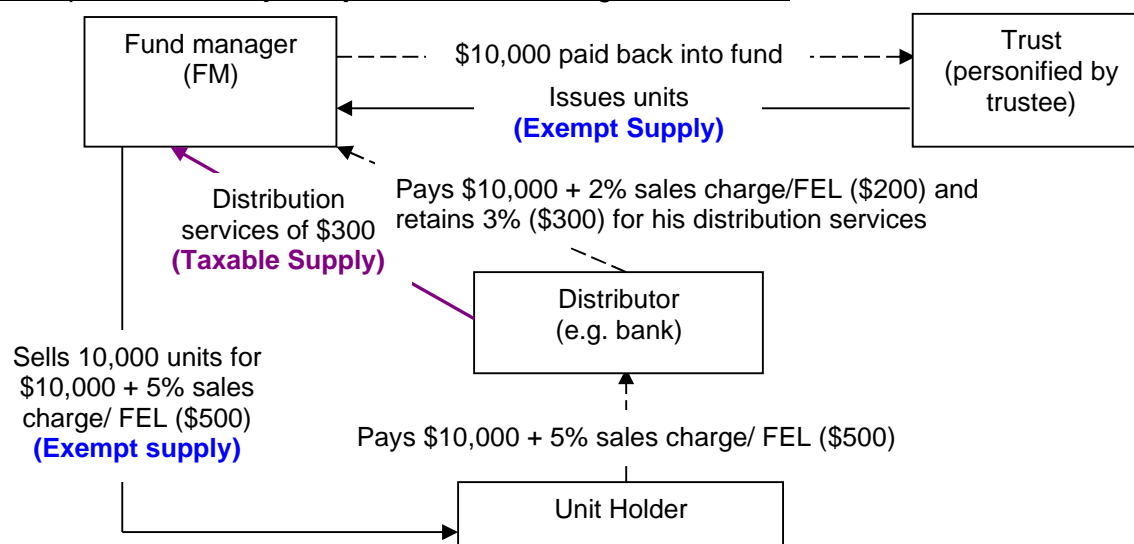 Fund manager
(FM)
$10,000 paid back into fund
Trust
(personified by
trustee)
Issues units
(Exempt Supply)
Distribution
services of $300
(Taxable Supply)
Pays $10,000 + 2% sales charge/FEL ($200) and
retains 3% ($300) for his distribution services
Distributor
(e.g. bank)
Sells 10,000 units for
$10,000 + 5% sales
charge/ FEL ($500)
(Exempt supply)
Pays $10,000 + 5% sales charge/ FEL ($500)
Unit Holder